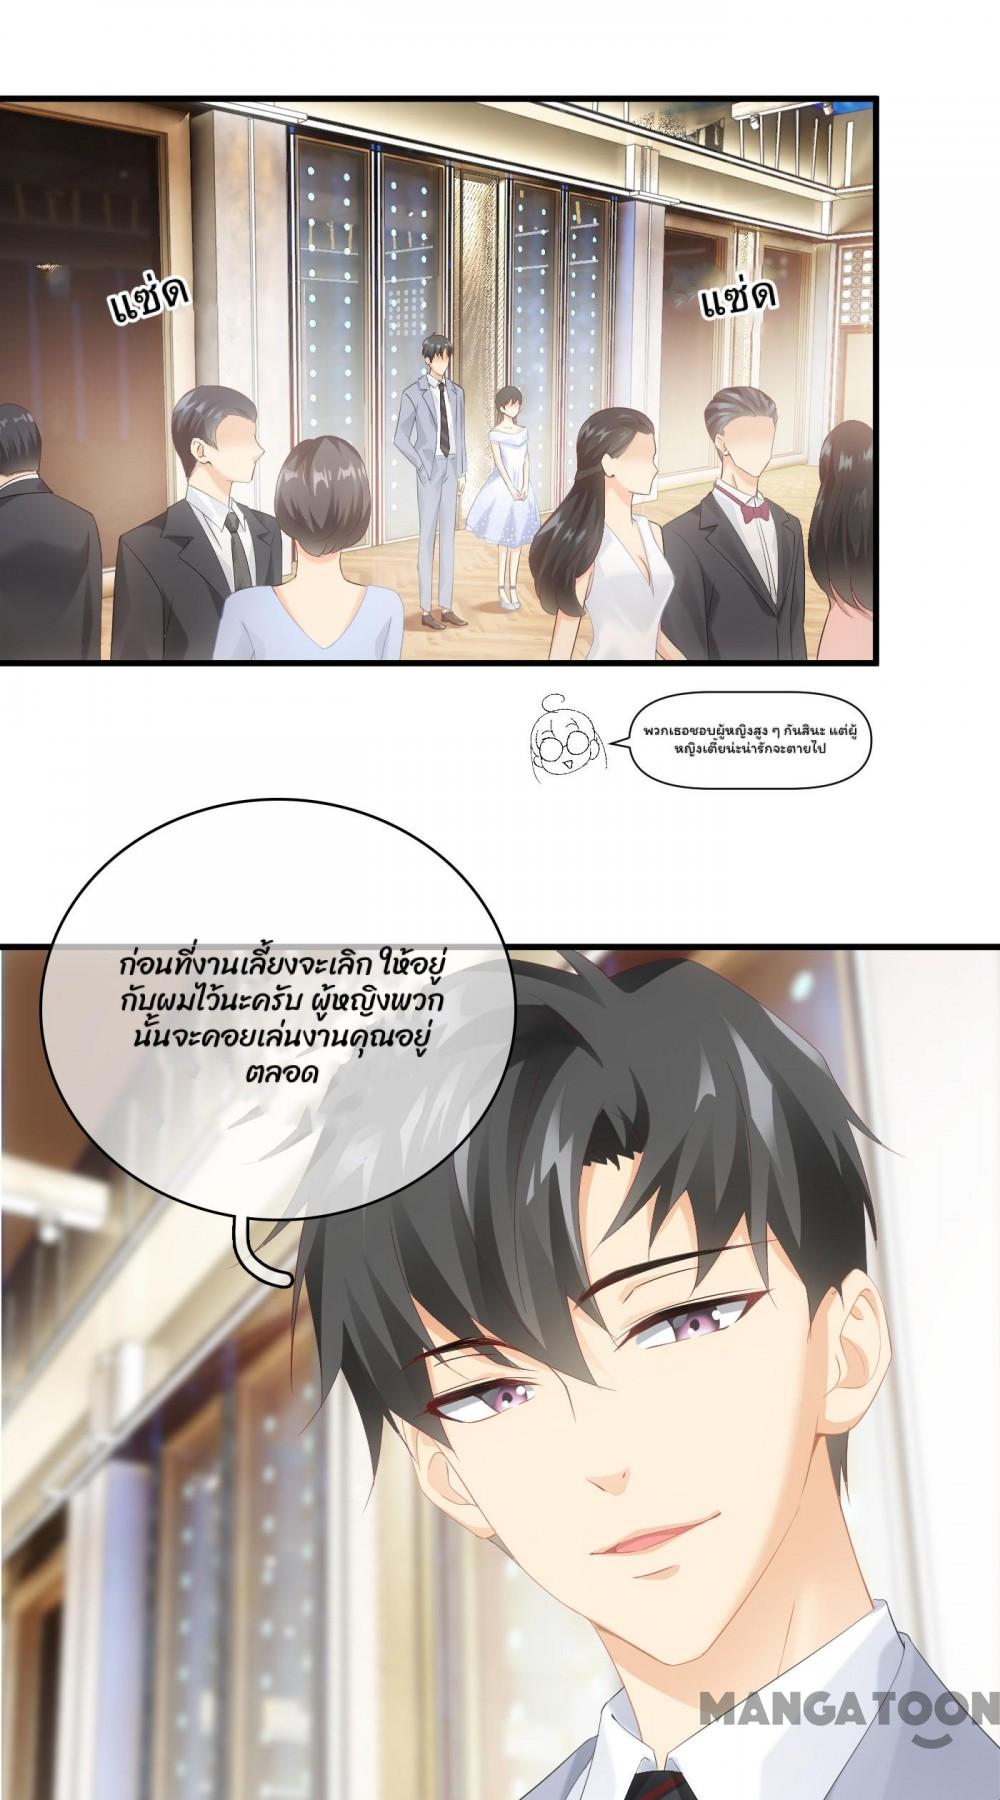 แซ่ด
แซ่ด
พวกเธอชอบผู้หญิงสูง ๆ กันสินะ แต่ผู้
หญิงเตี้ยน่ะน่ารักจะตายไป
ก่อนที่งานเลี้ยงจะเลิก ให้อยู่
กับผมไว้นะครับ ผู้หญิงพวก
นั้นจะคอยเล่นงานคุณอยู่
ตลอด
MANGATOON